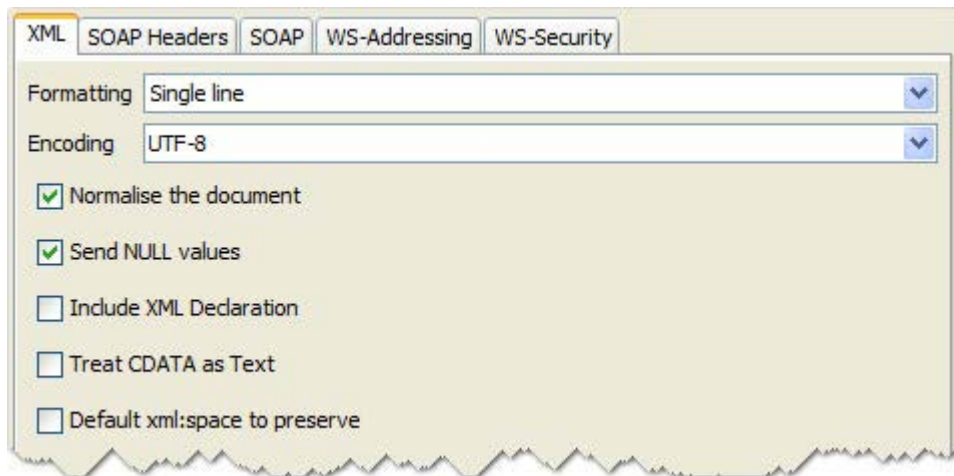 XML SOAP Headers SOAP WS-Addressing WS-Security
Formatting Single line
Encoding UTF-8
Normalise the document
Send NULL values
Include XML Declaration
Treat CDATA as Text
Default xml:space to preserve